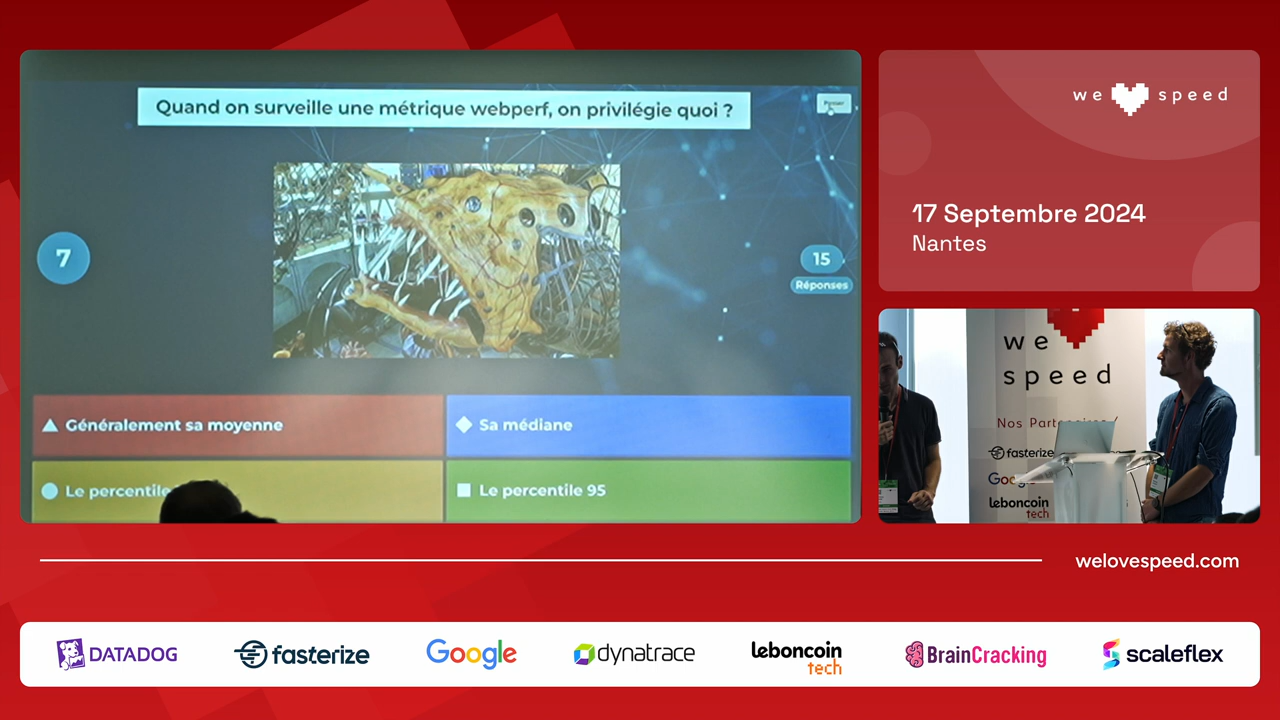 Quand on surveille une métrique webperf, on privilégie quoi ?
7
15
Réponses
Généralement sa moyenne
Sa médiane
Le percentile
Le percentile 95
we speed
17 Septembre 2024
Nantes
we
speed
Nos
fasterize
Google
leboncoin
tech
welovespeed.com
DATADOG
fasterize
Google
dynatrace
leboncoin
tech
BrainCracking
scaleflex